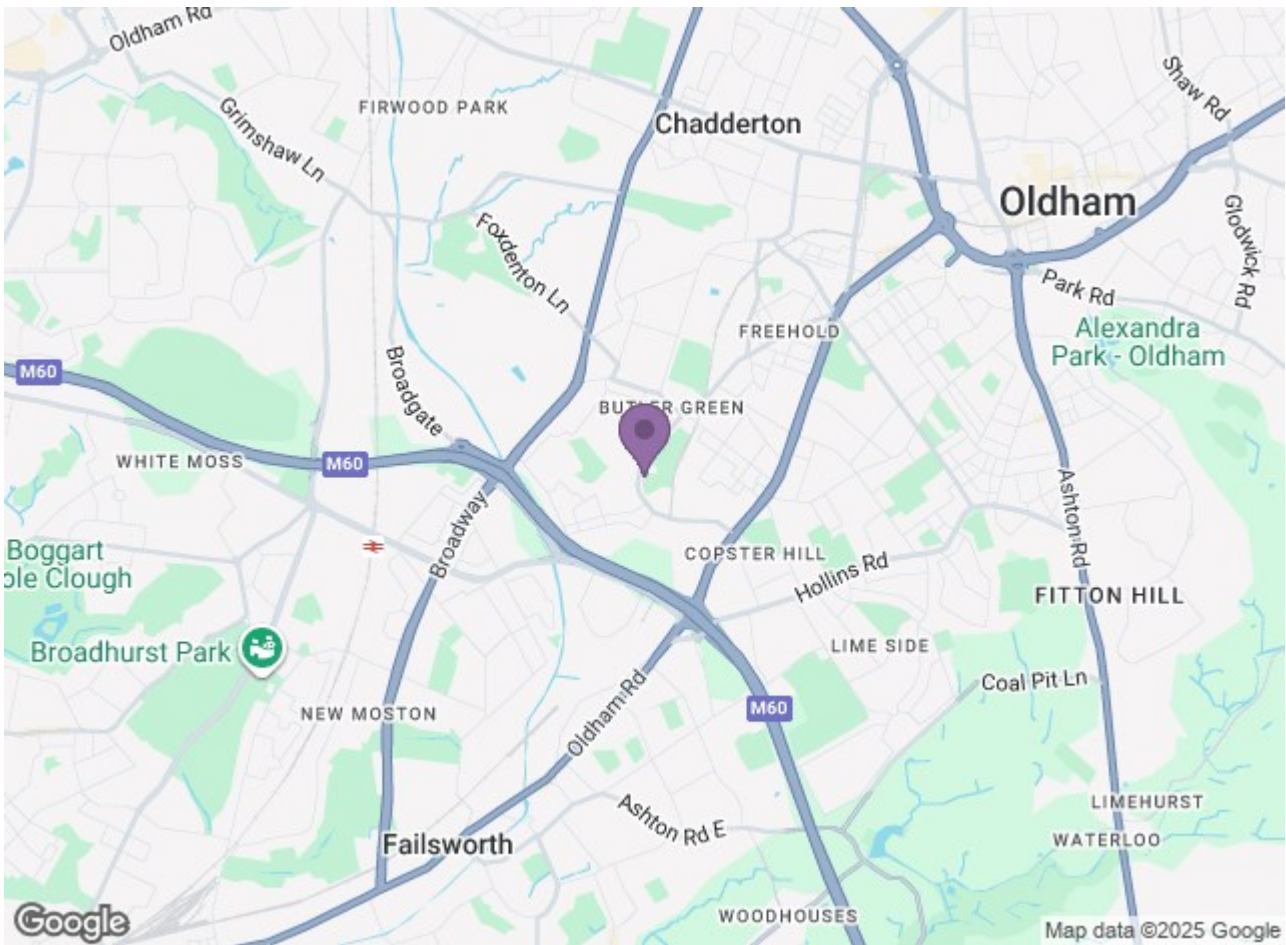 Oldham Rd
Shaw Rd
FIRWOOD PARK
Grimshaw Ln
Chadderton
Oldham
Glodwick Rd
Foxdenton Ln
Park Rd
FREEHOLD
Alexandra
Park - Oldham
M60
Broadgate
BUTLER GREEN
WHITE MOSS
M60
Ashton Rd
Broadway
Boggart
ole Clough
COPSTER HILL
Hollins Rd
FITTON HILL
Broadhurst Park
LIME SIDE
Coal Pit Ln
NEW MOSTON
Oldham Rd
M60
LIMEHURST
Ashton Rd E
WATERLOO
Failsworth
WOODHOUSES
Google
Map data ©2025 Google